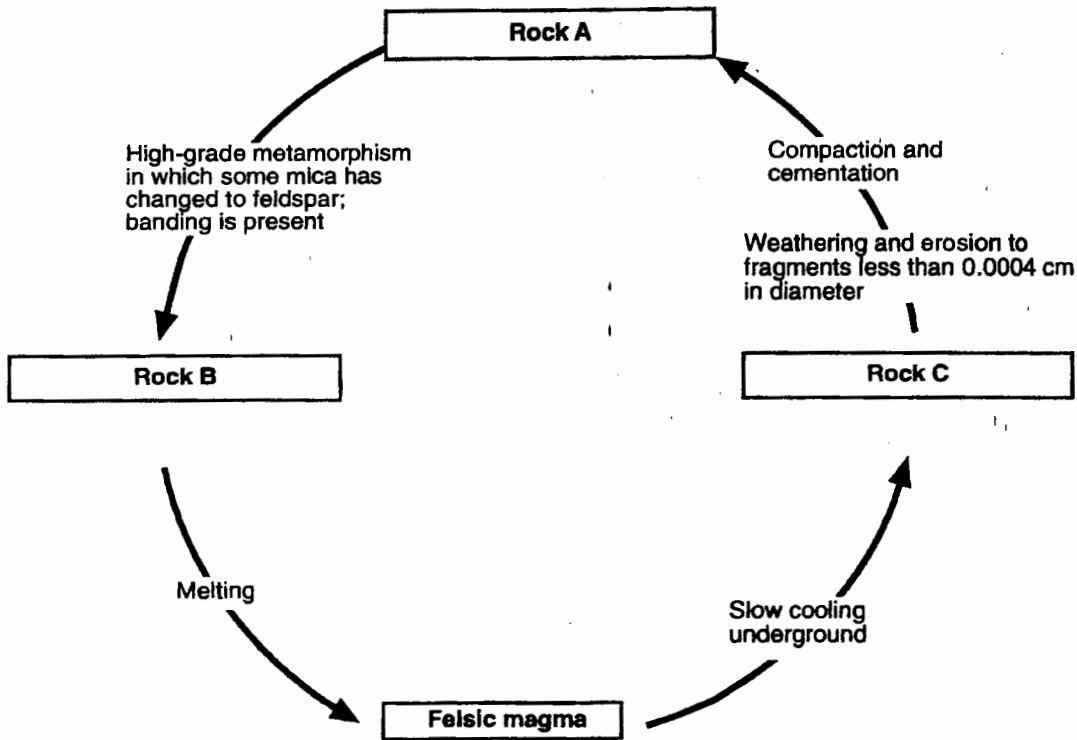 Rock A
High-grade metamorphism
in which some mica has
changed to feldspar;
banding is present
Compaction and
cementation
Weathering and erosion to
fragments less than 0.0004 cm
in diameter
Rock B
Rock C
Melting
Slow cooling
underground
Felsic magma